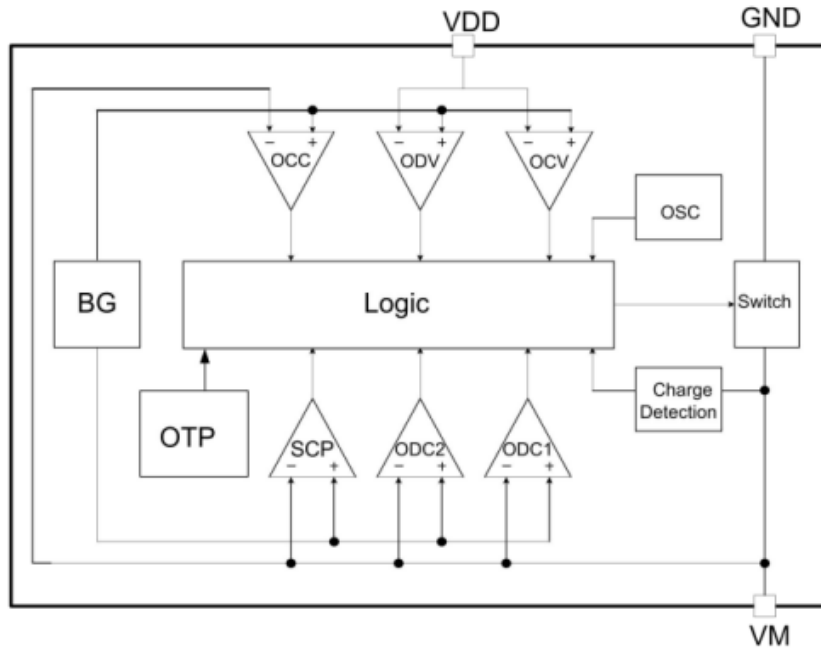 VDD
GND
− +
OCC
− +
ODV
− +
OCV
OSC
BG
Logic
Switch
OTP
SCP
− +
ODC2
− +
ODC1
− +
Charge
Detection
VM